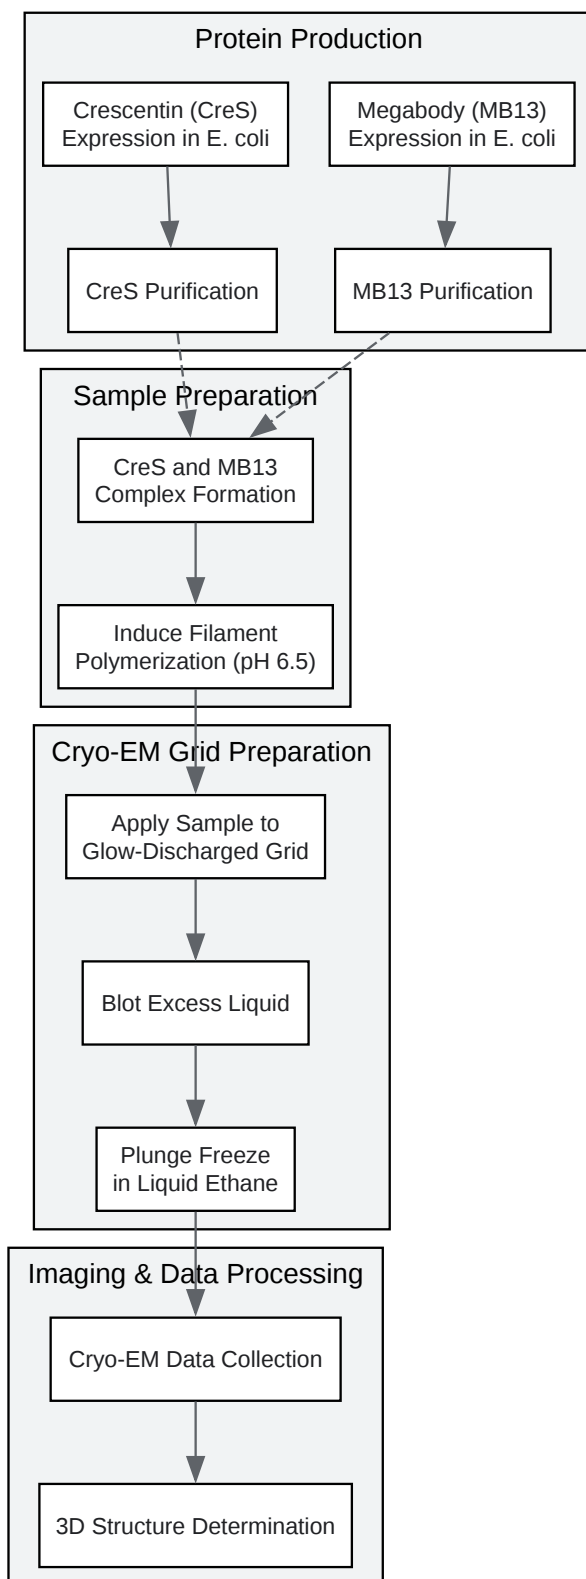 Protein Production
Crescentin (CreS)
Expression in E. coli
Megabody (MB13)
Expression in E. coli
CreS Purification
MB13 Purification
Sample Preparation
CreS and MB13
Complex Formation
Induce Filament
Polymerization (pH 6.5)
Cryo-EM Grid Preparation
Apply Sample to
Glow-Discharged Grid
Blot Excess Liquid
Plunge Freeze
in Liquid Ethane
Imaging & Data Processing
Cryo-EM Data Collection
3D Structure Determination